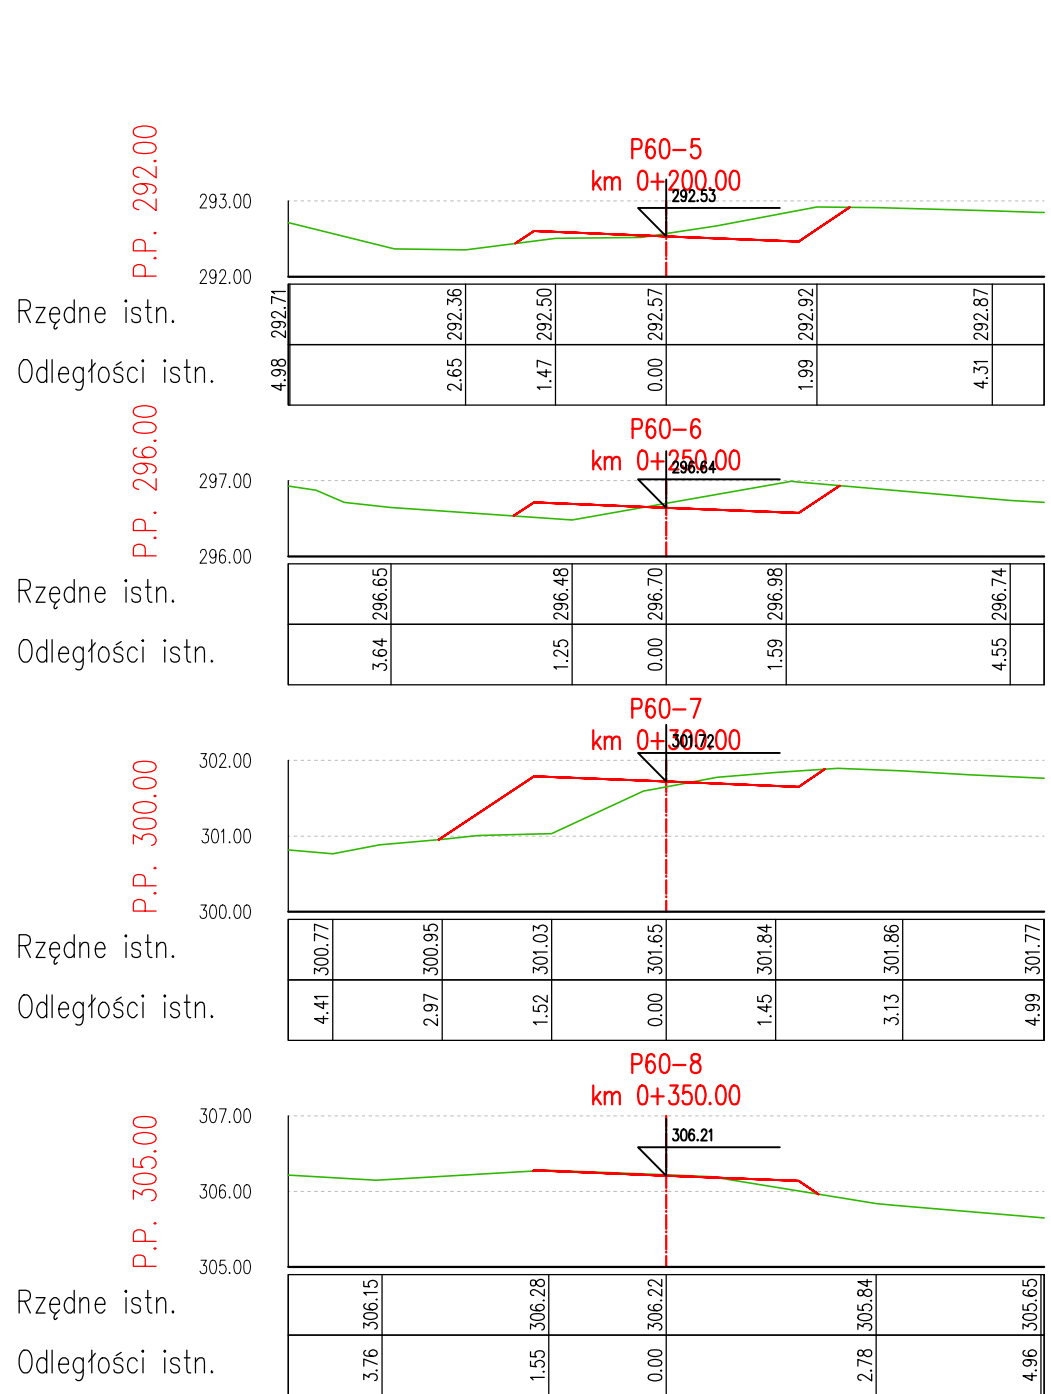 P.P. 292.00
P60-5
km 0+200.00
292.53
293.00
292.00
Rzędne istn.
292.71 292.36 292.50 292.57 292.92 292.87
Odległości istn.
4.98 2.65 1.47 0.00 1.99 4.31
P.P. 296.00
P60-6
km 0+250.00
296.64
297.00
296.00
Rzędne istn.
296.65 296.48 296.70 296.98 296.74
Odległości istn.
3.64 1.25 0.00 1.59 4.55
P.P. 300.00
P60-7
km 0+300.00
301.72
302.00
301.00
300.00
Rzędne istn.
300.77 300.95 301.03 301.65 301.84 301.86 301.77
Odległości istn.
4.41 2.97 1.52 0.00 1.45 3.13 4.99
P.P. 305.00
P60-8
km 0+350.00
306.21
307.00
306.00
305.00
Rzędne istn.
306.15 306.28 306.22 305.84 305.65
Odległości istn.
3.76 1.55 0.00 2.78 4.96